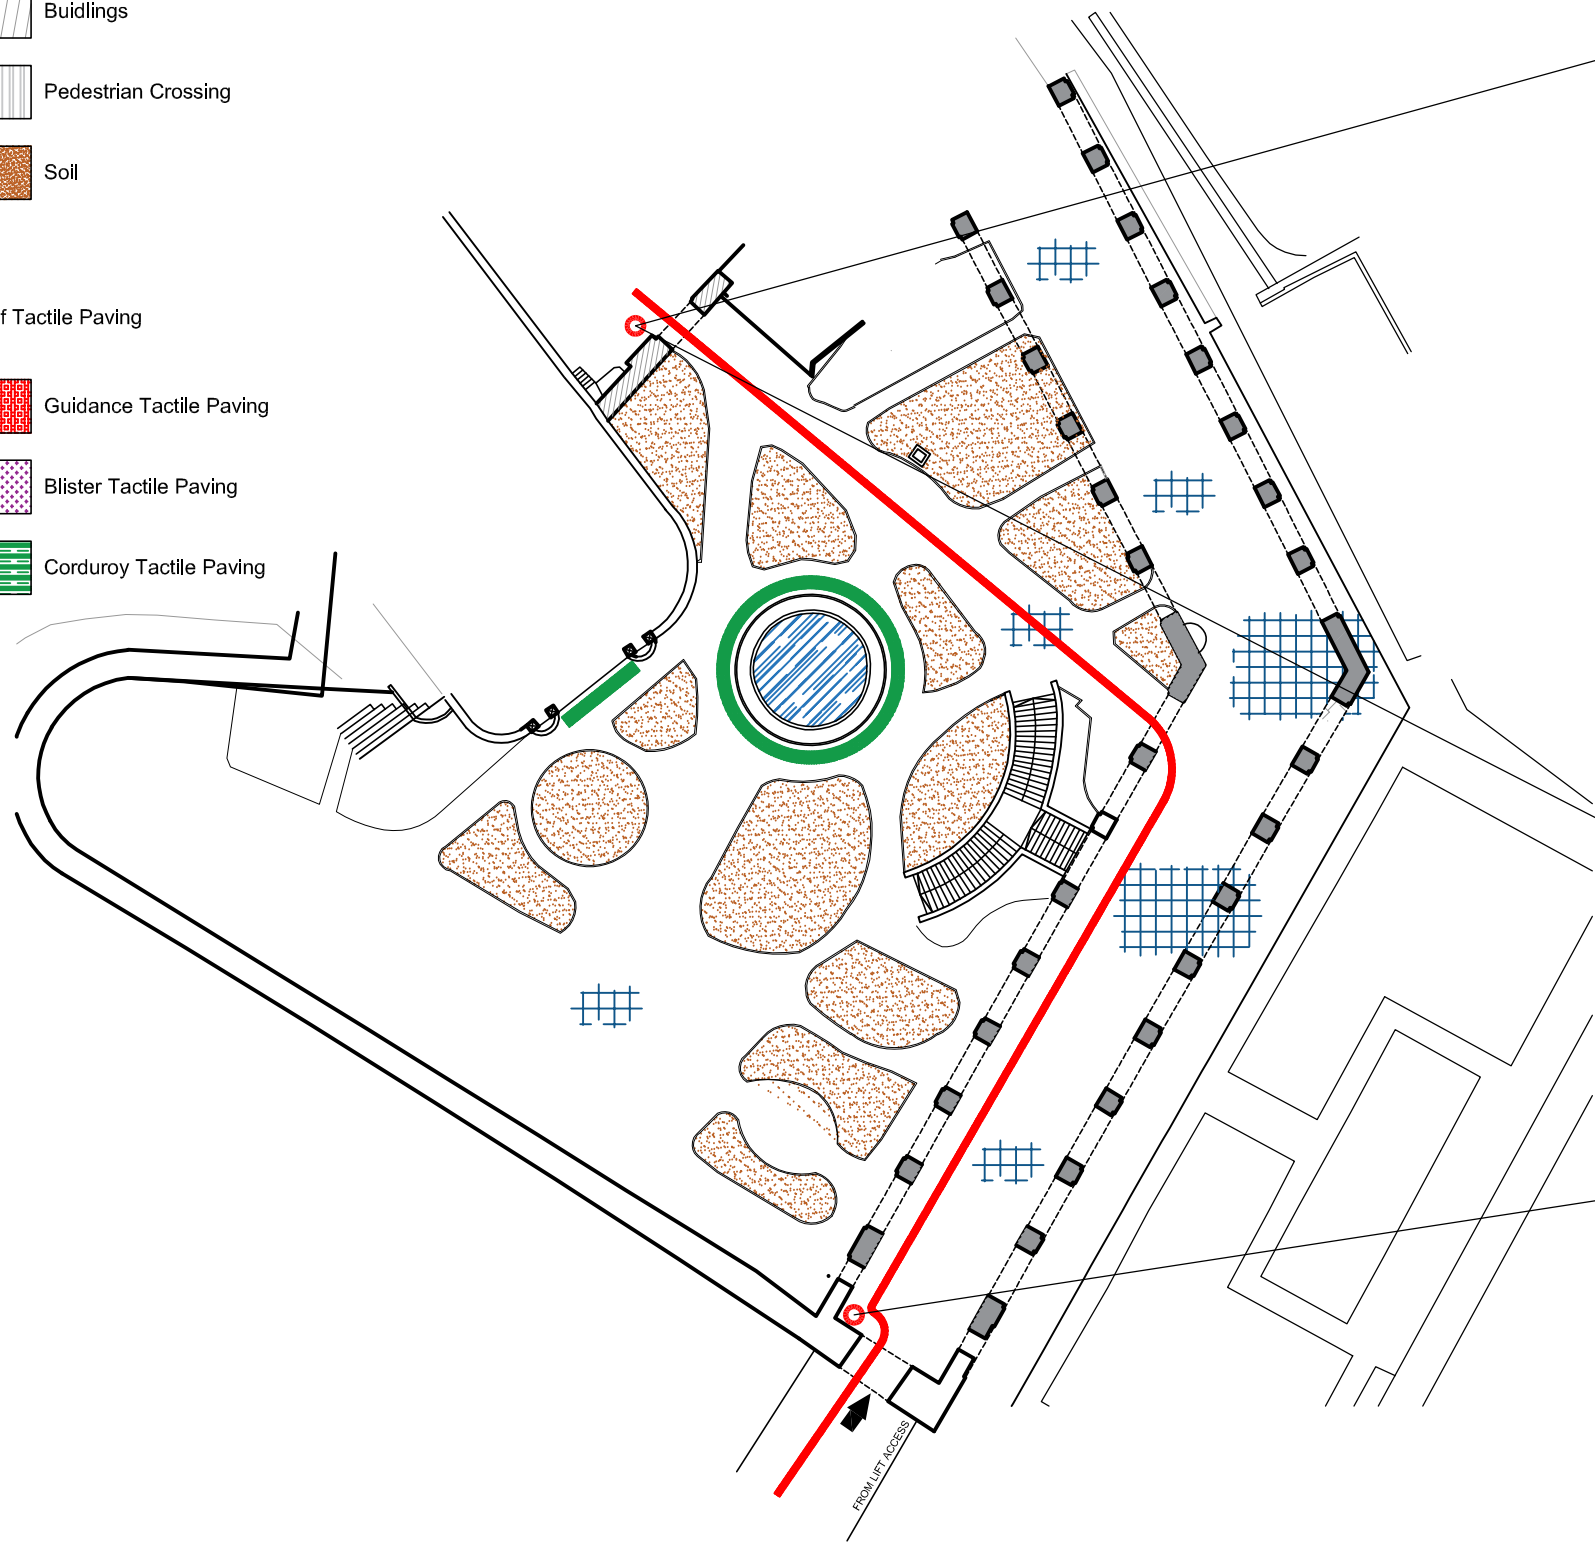 Buidlings
Pedestrian Crossing
Soil
f Tactile Paving
Guidance Tactile Paving
Blister Tactile Paving
Corduroy Tactile Paving
FROM LIFT ACCESS